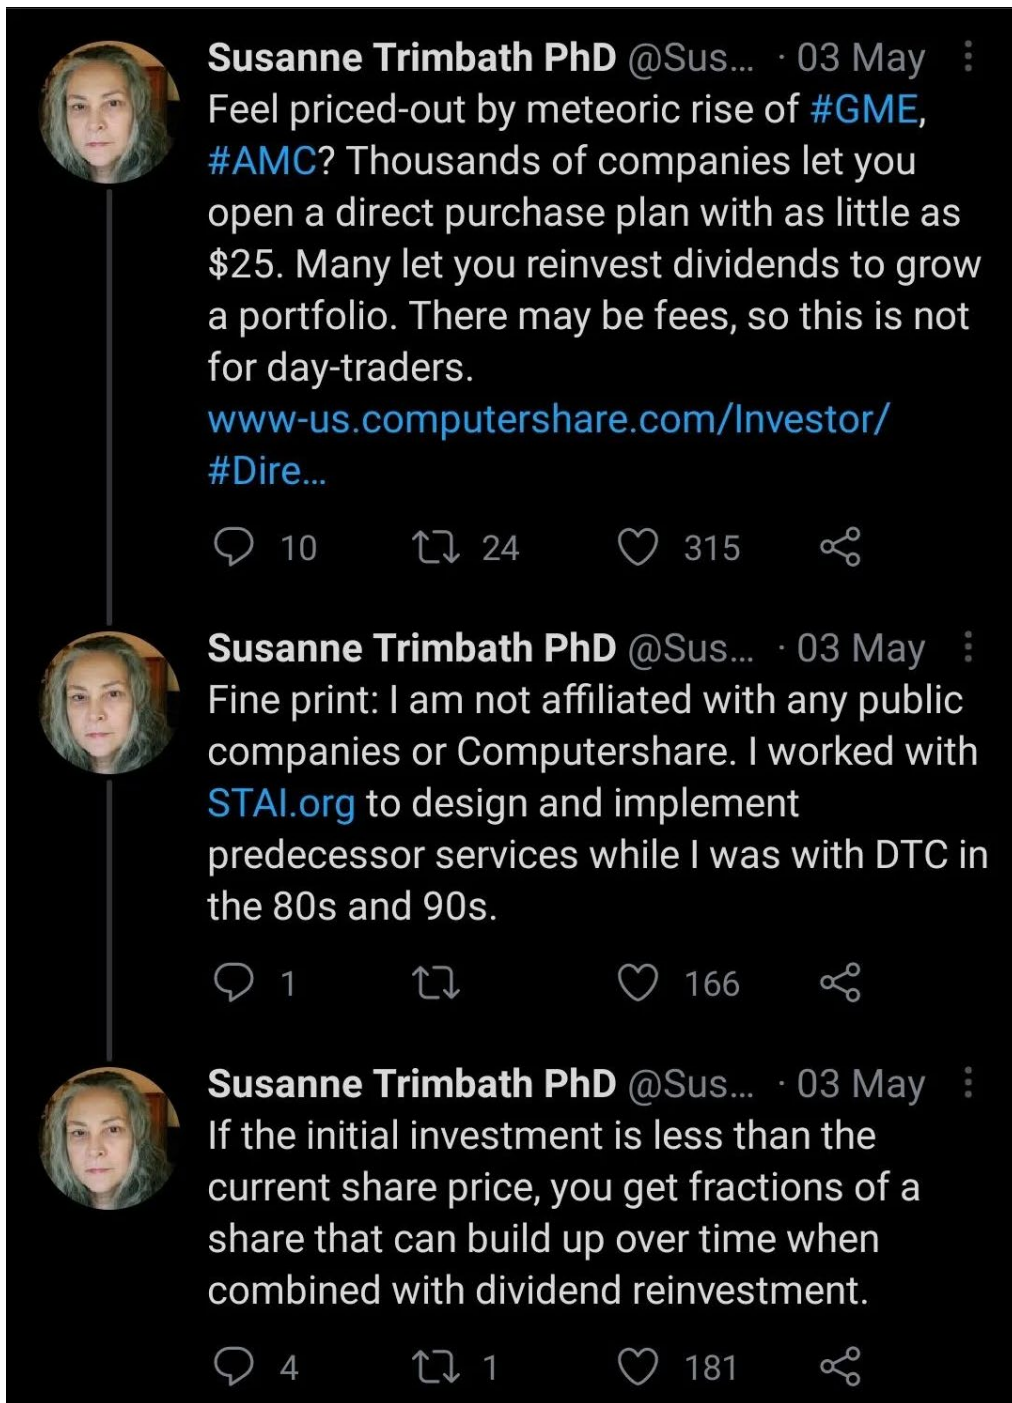 Susanne Trimbath PhD @Sus... · 03 May
Feel priced-out by meteoric rise of #GME,
#AMC? Thousands of companies let you
open a direct purchase plan with as little as
$25. Many let you reinvest dividends to grow
a portfolio. There may be fees, so this is not
for day-traders.
www-us.computershare.com/Investor/
#Dire...
10 24 315
Susanne Trimbath PhD @Sus... · 03 May
Fine print: I am not affiliated with any public
companies or Computershare. I worked with
STAI.org to design and implement
predecessor services while I was with DTC in
the 80s and 90s.
1 166
Susanne Trimbath PhD @Sus... · 03 May
If the initial investment is less than the
current share price, you get fractions of a
share that can build up over time when
combined with dividend reinvestment.
4 1 181